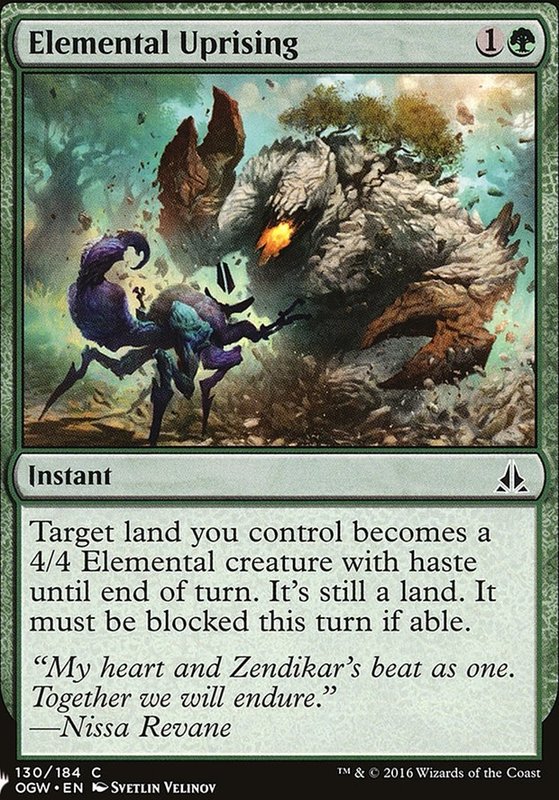 Elemental Uprising 1
Instant
Target land you control becomes a
4/4 Elemental creature with haste
until end of turn. It's still a land. It
must be blocked this turn if able.
“My heart and Zendikar's beat as one.
Together we will endure.”
—Nissa Revane
130/184 C
OGW • EN Svetlin Velinov
™ & © 2016 Wizards of the Coast